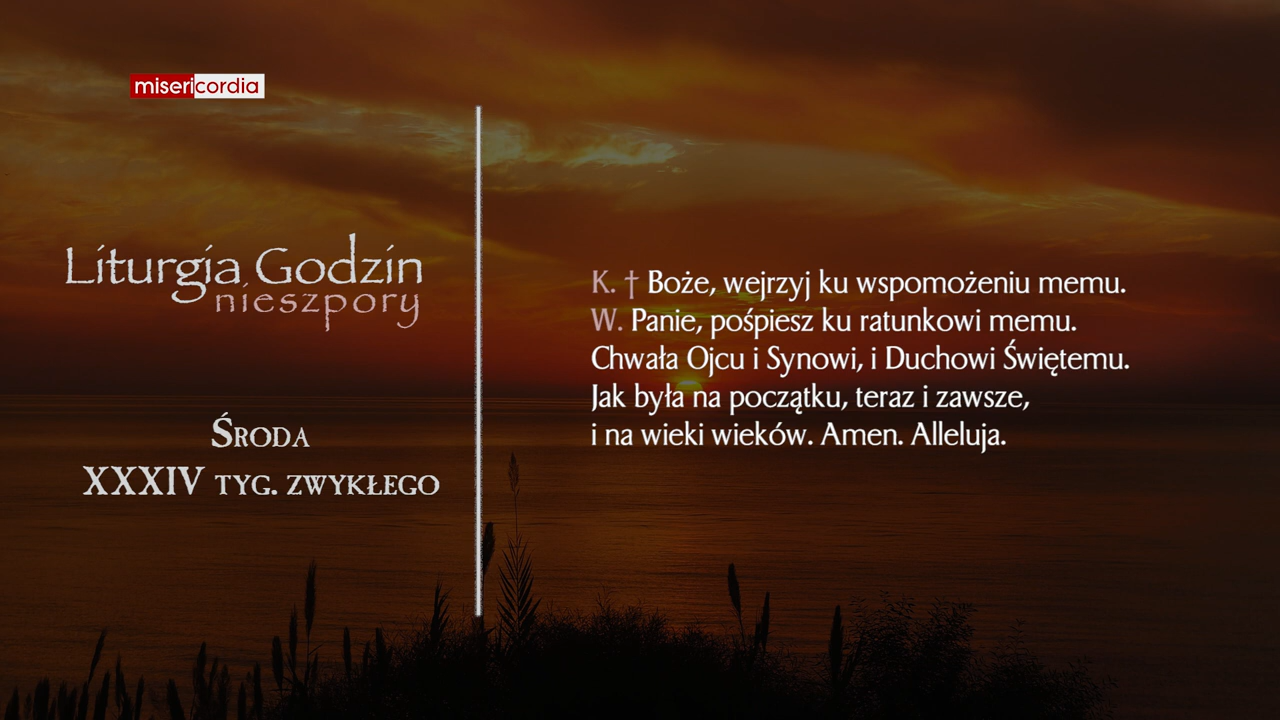 misericordia
Liturgia Godzin
nieszpory
Środa
XXXIV tyg. zwykłego
K. † Boże, wejrzyj ku wspomożeniu memu.
W. Panie, pośpiesz ku ratunkowi memu.
Chwała Ojcu i Synowi, i Duchowi Świętemu.
Jak była na początku, teraz i zawsze,
i na wieki wieków. Amen. Alleluja.